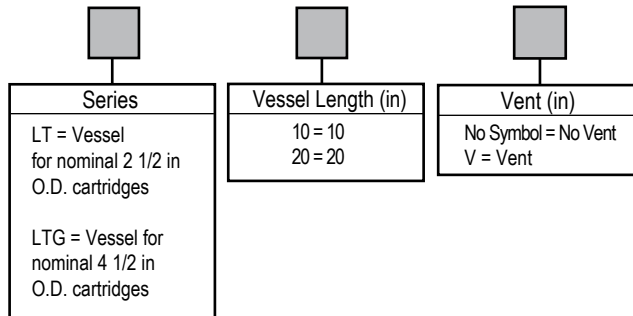 Series
LT = Vessel
for nominal 2 1/2 in
O.D. cartridges
LTG = Vessel for
nominal 4 1/2 in
O.D. cartridges
Vessel Length (in)
10 = 10
20 = 20
Vent (in)
No Symbol = No Vent
V = Vent